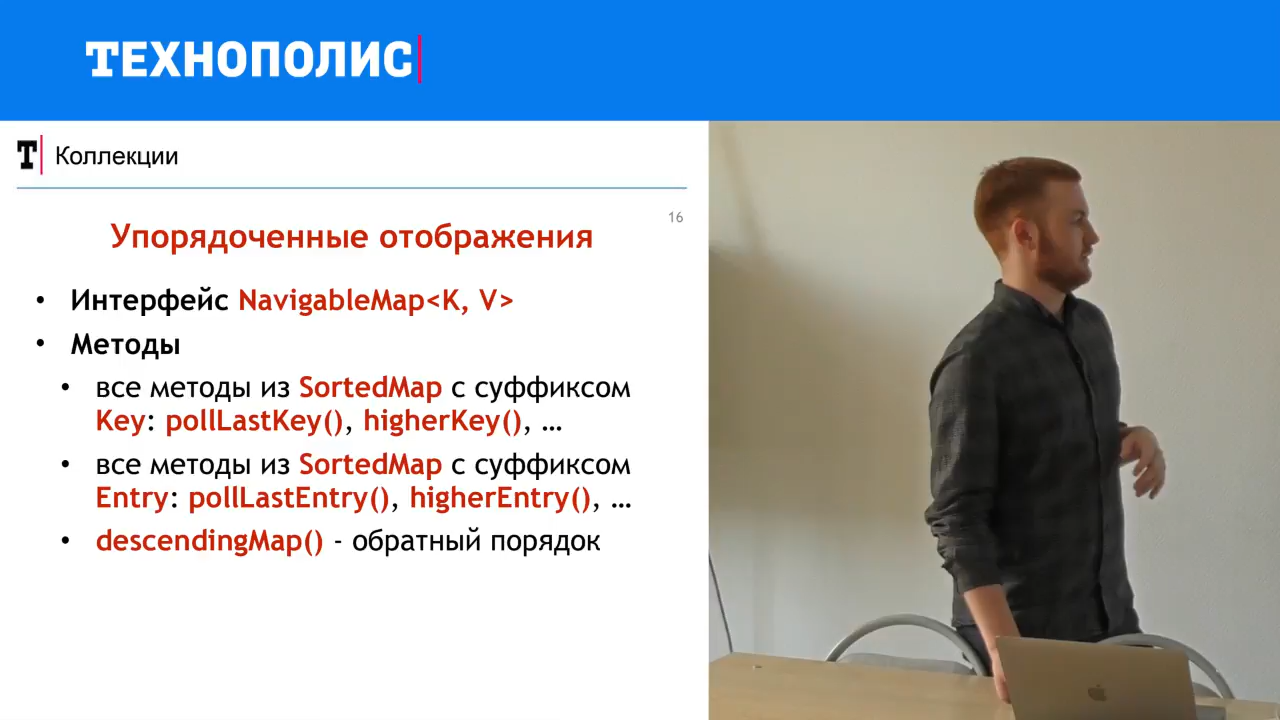 ТЕХНОПОЛИС
Т Коллекции
16
Упорядоченные отображения
• Интерфейс NavigableMap<K, V>
• Методы
• все методы из SortedMap с суффиксом
Key: pollLastKey(), higherKey(), …
• все методы из SortedMap с суффиксом
Entry: pollLastEntry(), higherEntry(), …
• descendingMap() - обратный порядок